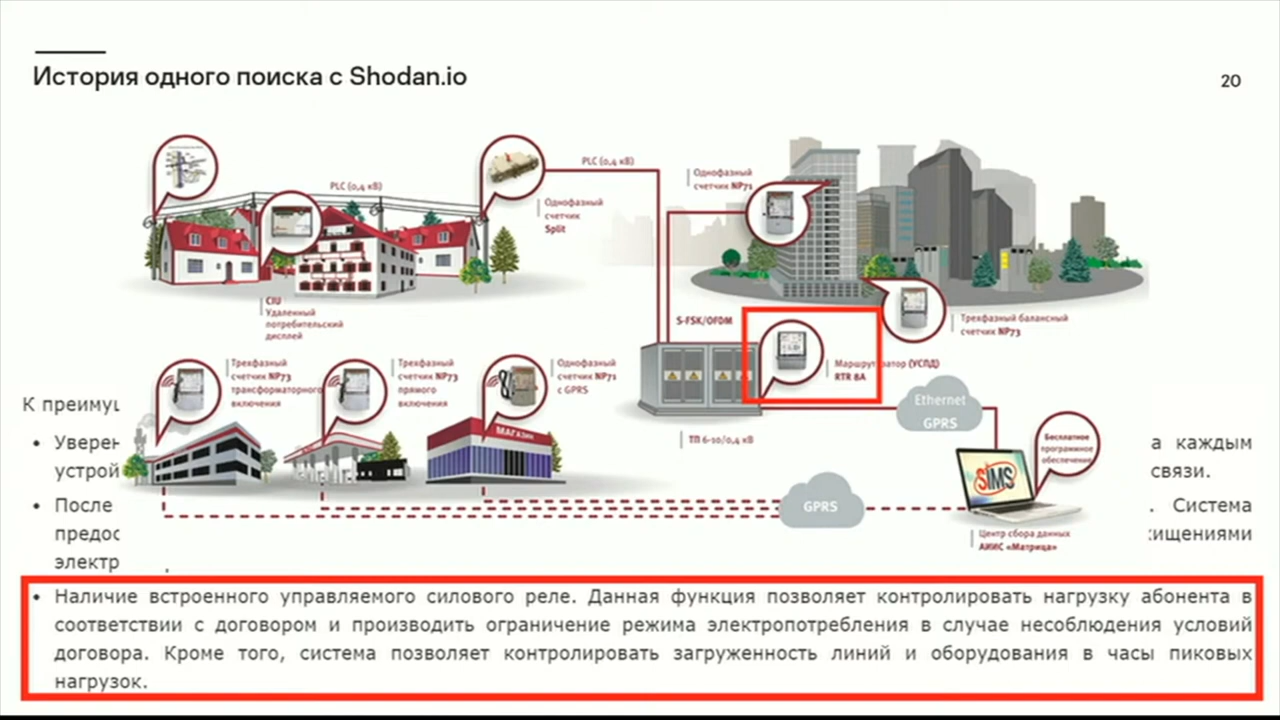 История одного поиска с Shodan.io
20
PLC (0,4 кВ)
PLC (0,4 кВ)
Однофазный
счетчик
Split
Однофазный
счетчик NP71
CIU
Удаленный
потребительский
дисплей
S-FSK/OFDM
Трехфазный балансный
счетчик NP73
Маршрутизатор (УСПД)
RTR 8A
Трехфазный
счетчик NP73
трансформаторного
включения
Трехфазный
счетчик NP73
прямого
включения
Однофазный
счетчик NP71
с GPRS
МАГАЗИН
ТП 6-10/0,4 кВ
Ethernet
GPRS
Бесплатное
программное
обеспечение
SIMS
GPRS
Центр сбора данных
АИИС «Матрица»
К преиму
• Уверен а каждым
устрой связи.
• После . Система
предос ищениями
электр .
• Наличие встроенного управляемого силового реле. Данная функция позволяет контролировать нагрузку абонента в
соответствии с договором и производить ограничение режима электропотребления в случае несоблюдения условий
договора. Кроме того, система позволяет контролировать загруженность линий и оборудования в часы пиковых
нагрузок.